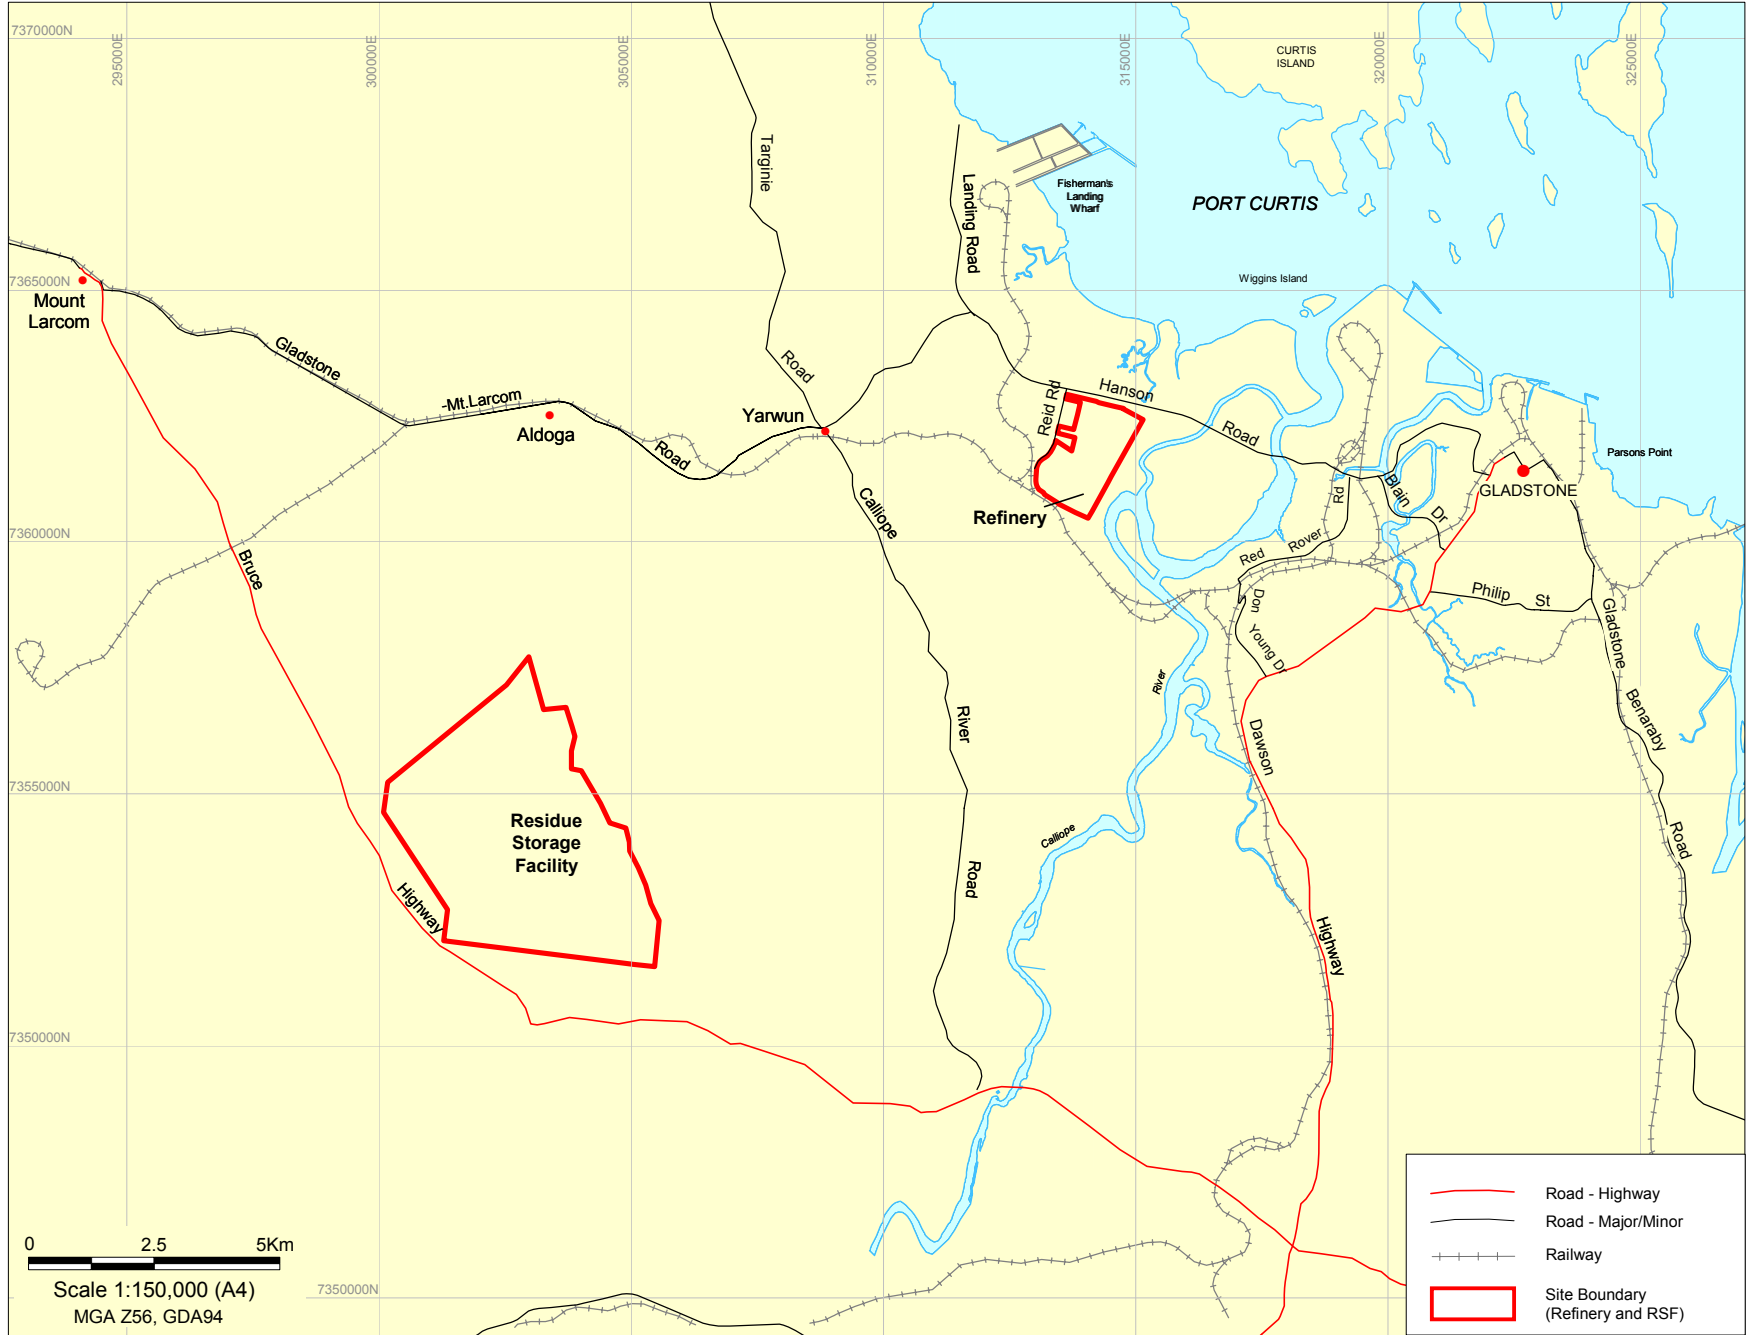 7370000N
295000E
300000E
305000E
310000E
315000E
320000E
325000E
CURTIS
ISLAND
Targinie
Landing Road
Fisherman's
Landing
Wharf
PORT CURTIS
7365000N
Mount
Larcom
Wiggins Island
Gladstone
-Mt.Larcom
Road
Aldoga
Road
Yarwun
Reid Rd
Hanson
Road
Parsons Point
GLADSTONE
Blain
Dr
Rd
Refinery
Calliope
7360000N
Bruce
Red
Rover
Don
Young Dr
Philip
St
Gladstone
Benaraby
Road
River
River
Dawson
7355000N
Residue
Storage
Facility
Calliope
Road
Highway
Highway
7350000N
0 2.5 5Km
Scale 1:150,000 (A4)
MGA Z56, GDA94
7350000N
Road - Highway
Road - Major/Minor
Railway
Site Boundary
(Refinery and RSF)